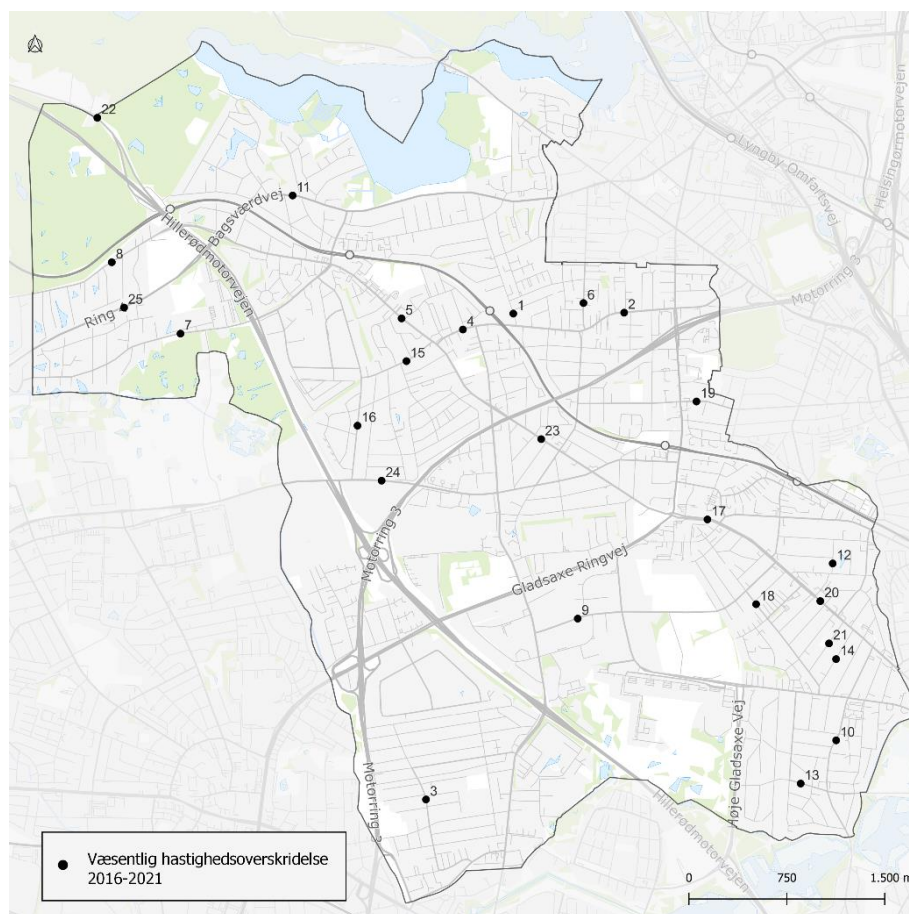 22
11
Lyngby Omfartsvej
Helsingørmotorvejen
Bagsværdvej
Hillerødmotorvejen
8
Motorring 3
25
Ring
7
5
4
1
6
2
15
19
16
23
24
17
Motorring 3
Gladsaxe Ringvej
12
18
20
9
21
14
10
Høje Gladsaxe Vej
13
3
Motorring 3
Hillerødmotorvejen
Væsentlig hastighedsoverskridelse
2016-2021
0 750 1.500 m